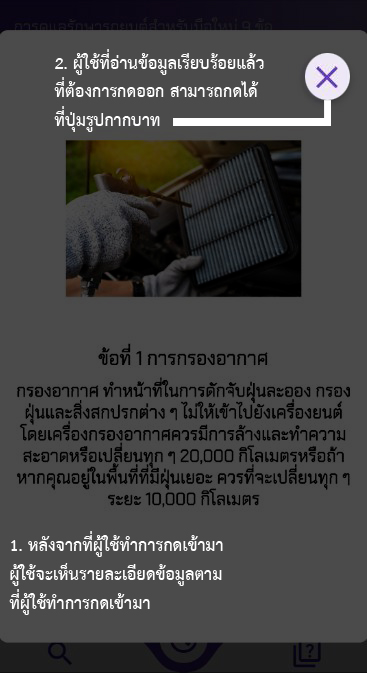 การดูแลรักษารถยนต์สำหรับมือใหม่ 9 ข้อ
2. ผู้ใช้ที่อ่านข้อมูลเรียบร้อยแล้ว
ที่ต้องการกดออก สามารถกดได้
ที่ปุ่มรูปกากบาท
ข้อที่ 1 การกรองอากาศ
กรองอากาศ ทำหน้าที่ในการดักจับฝุ่นละออง กรอง
ฝุ่นและสิ่งสกปรกต่าง ๆ ไม่ให้เข้าไปยังเครื่องยนต์
โดยเครื่องกรองอากาศควรมีการล้างและทำความ
สะอาดหรือเปลี่ยนทุก ๆ 20,000 กิโลเมตรหรือถ้า
หากคุณอยู่ในพื้นที่ที่มีฝุ่นเยอะ ควรที่จะเปลี่ยนทุก ๆ
ระยะ 10,000 กิโลเมตร
1. หลังจากที่ผู้ใช้ทำการกดเข้ามา
ผู้ใช้จะเห็นรายละเอียดข้อมูลตาม
ที่ผู้ใช้ทำการกดเข้ามา